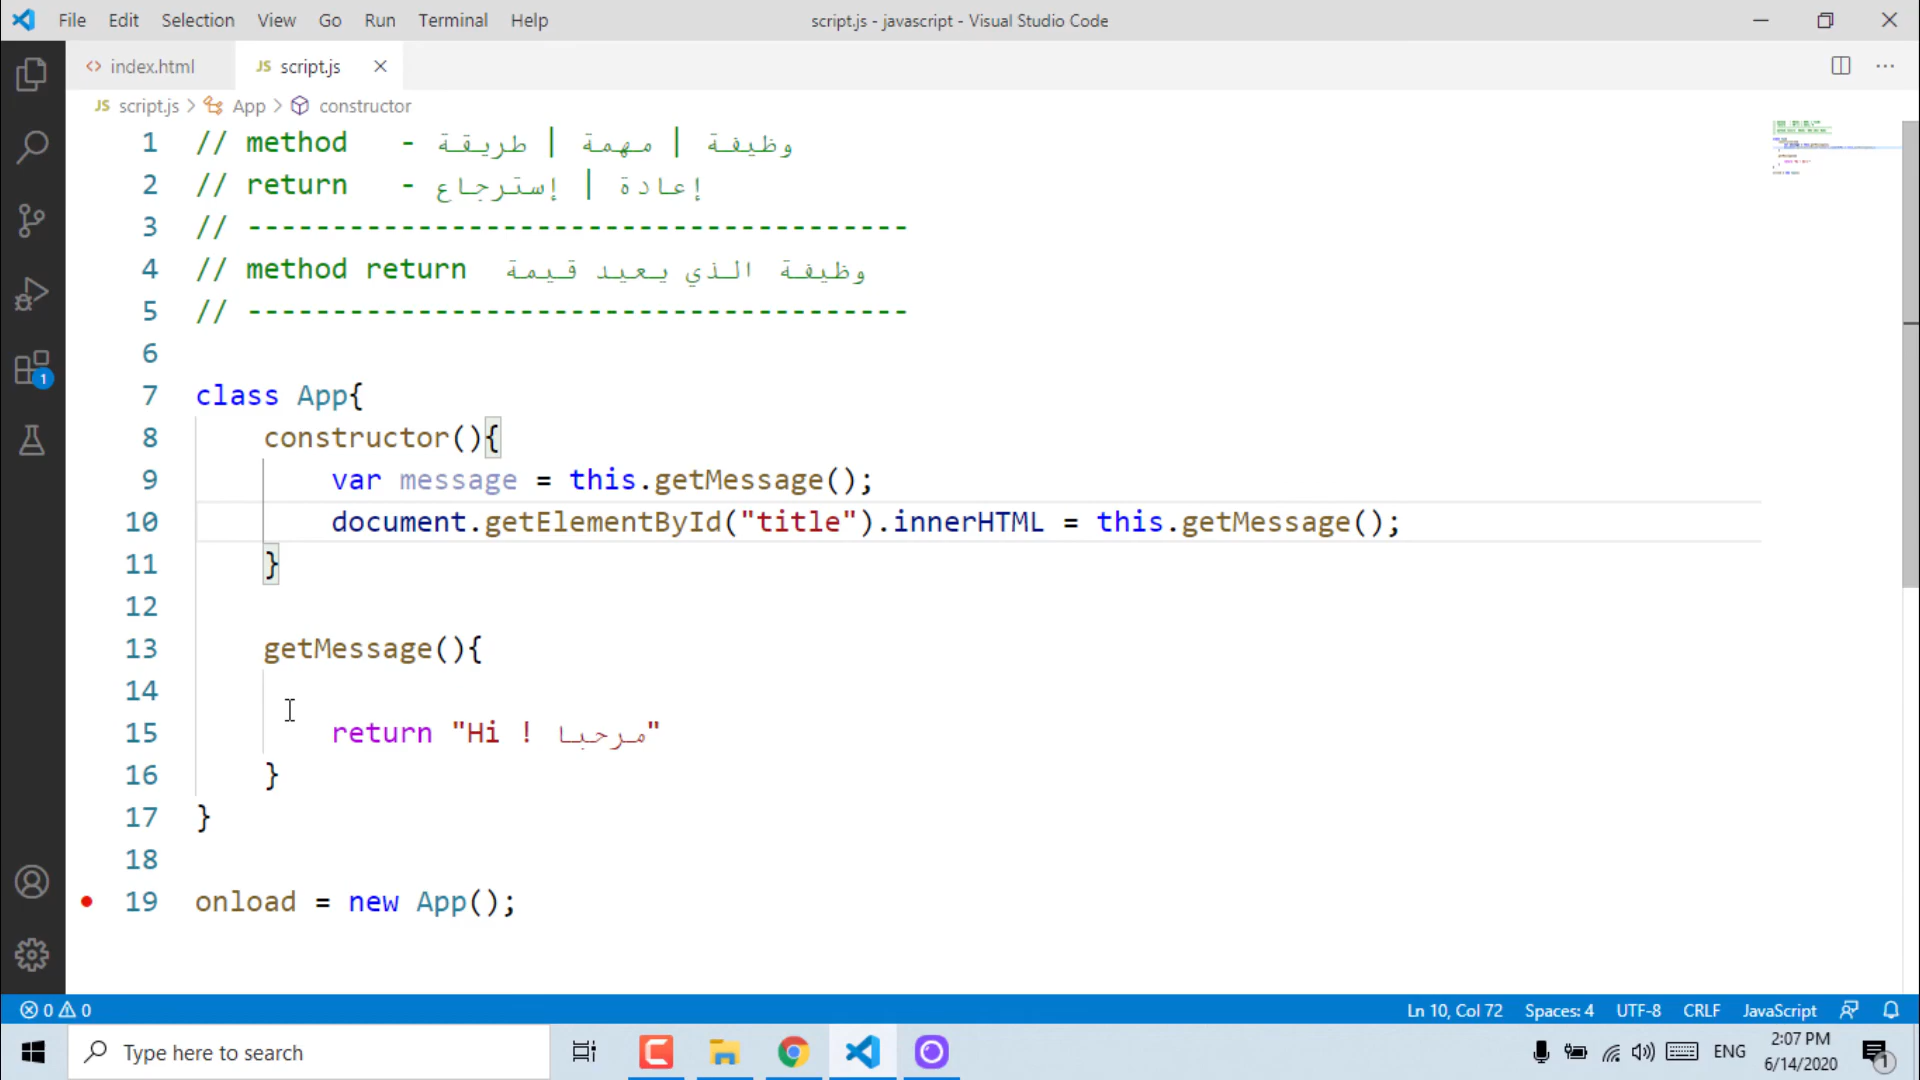 File Edit Selection View Go Run Terminal Help
script.js - javascript - Visual Studio Code
<> index.html
JS script.js
JS script.js > App > constructor
1 // method - طريقة | مهمة | وظيفة
2 // return - إسترجاع | إعادة
3 // ---------------------------------------
4 // method return وظيفة الذي يعيد قيمة
5 // ---------------------------------------
6
7 class App{
8 constructor(){
9 var message = this.getMessage();
10 document.getElementById("title").innerHTML = this.getMessage();
11 }
12
13 getMessage(){
14
15 return "Hi ! مرحبا"
16 }
17 }
18
19 onload = new App();
1
0 0
Ln 10, Col 72 Spaces: 4 UTF-8 CRLF JavaScript
Type here to search
ENG
2:07 PM
6/14/2020
1